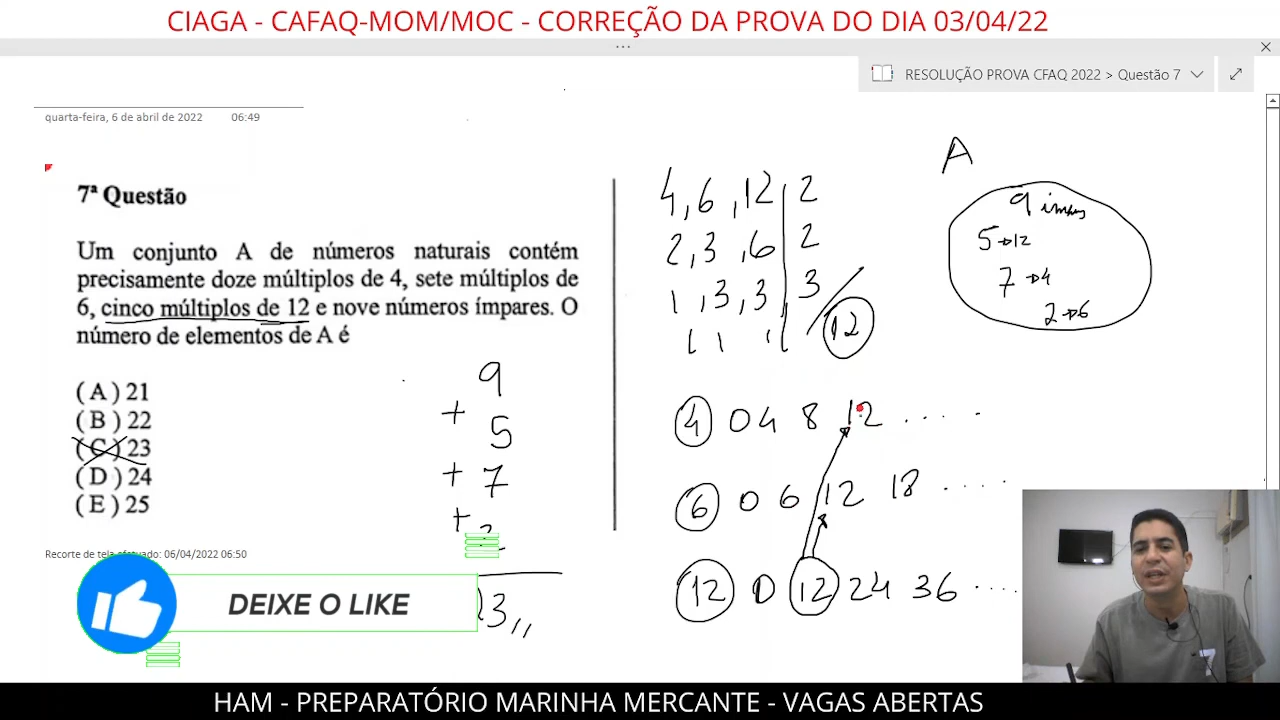 CIAGA - CAFAQ-MOM/MOC - CORREÇÃO DA PROVA DO DIA 03/04/22
RESOLUÇÃO PROVA CFAQ 2022 > Questão 7
quarta-feira, 6 de abril de 2022 06:49
7ª Questão
Um conjunto A de números naturais contém
precisamente doze múltiplos de 4, sete múltiplos de
6, cinco múltiplos de 12 e nove números ímpares. O
número de elementos de A é
(A) 21
(B) 22
(C) 23
(D) 24
(E) 25
9
+ 5
+ 7
+
3,,
Recorte de tela efetuado: 06/04/2022 06:50
DEIXE O LIKE
4, 6, 12 | 2
2, 3, 6 | 2
1, 3, 3, | 3
1 1 1 | 12
4 0 4 8 12 .....
6 0 6 12 18 .....
12 0 12 24 36 .....
A
9 ímpares
5→12
7→4
2→6
HAM - PREPARATÓRIO MARINHA MERCANTE - VAGAS ABERTAS